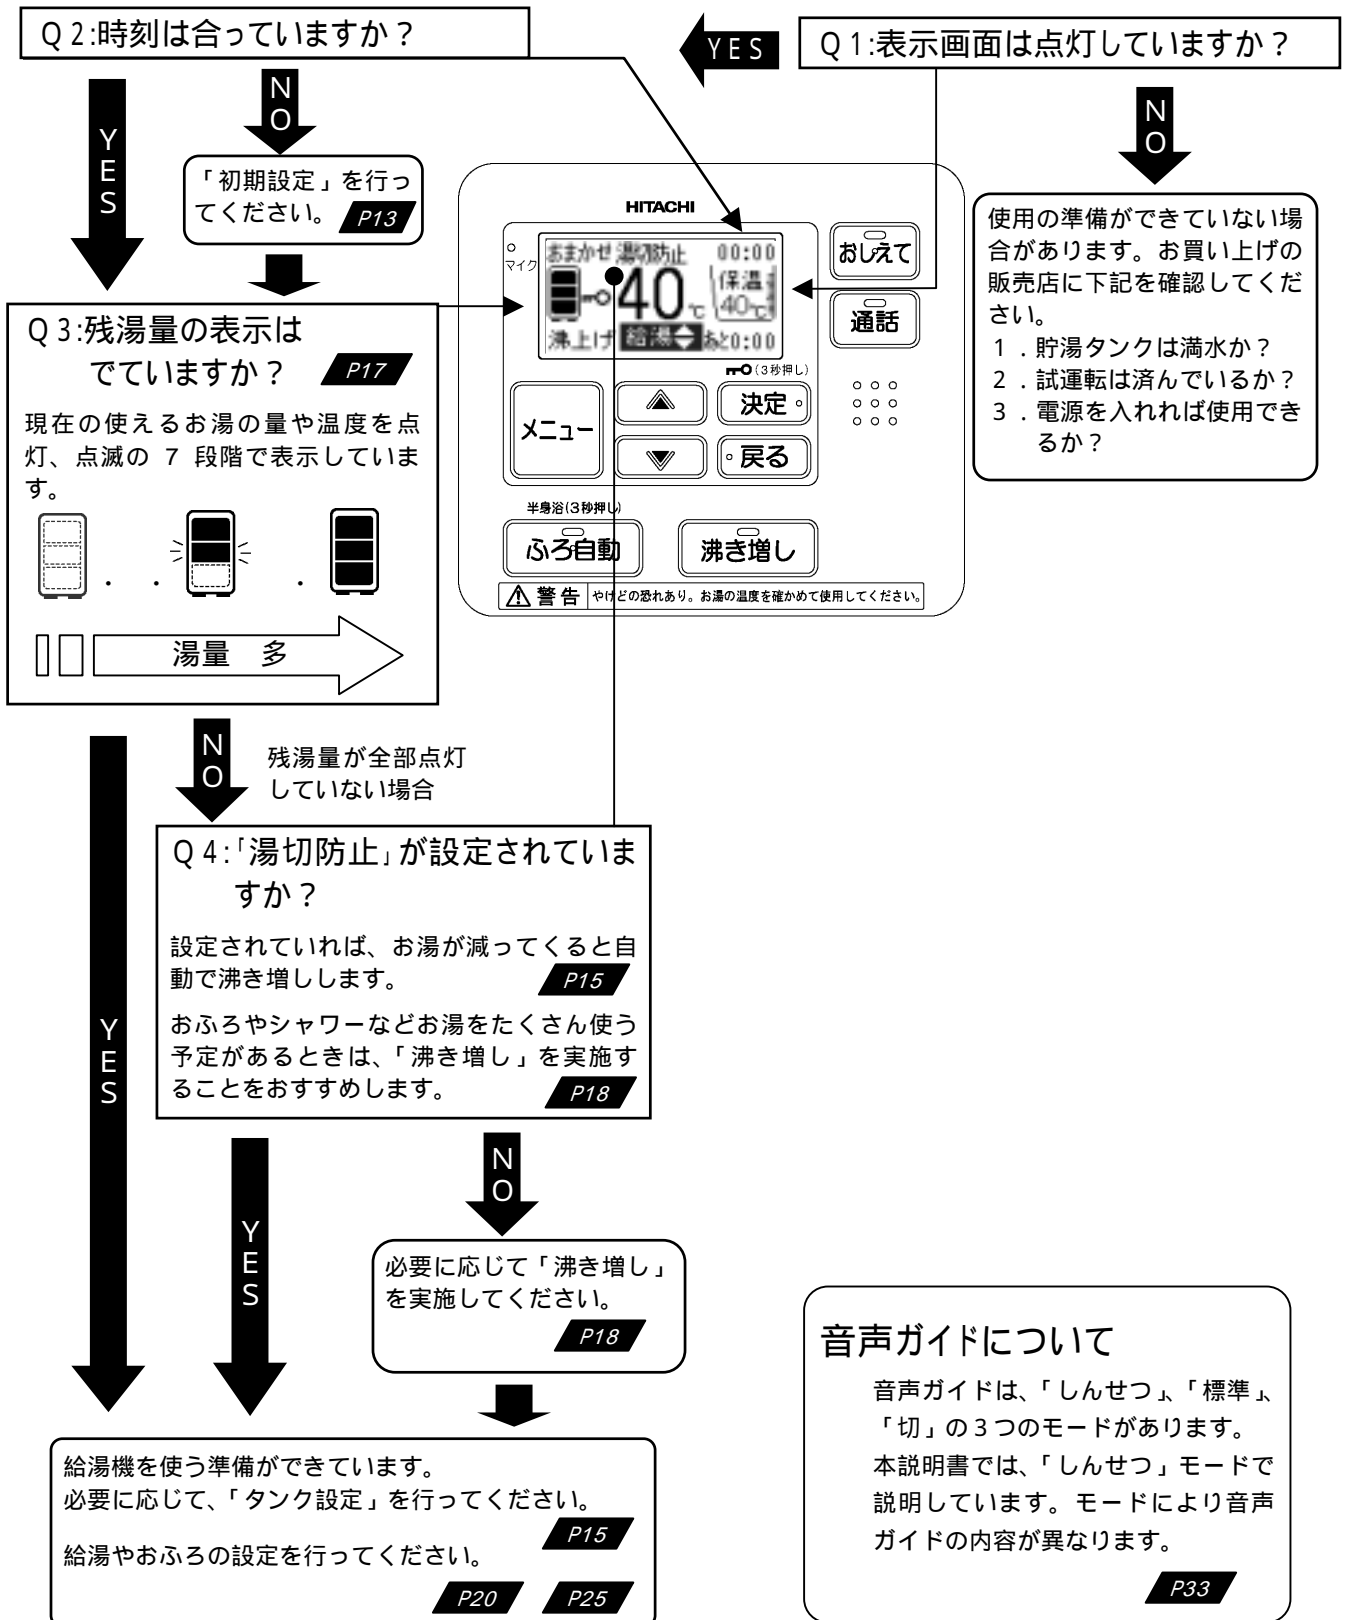 Q1:表示画面は点灯していますか？
YES
NO
使用の準備ができていない場
合があります。お買い上げの
販売店に下記を確認してくだ
さい。
1．貯湯タンクは満水か？
2．試運転は済んでいるか？
3．電源を入れれば使用でき
るか？
Q2:時刻は合っていますか？
YES
NO
「初期設定」を行っ
てください。 P13
HITACHI
マイク
おまかせ 湯切防止 00:00
40℃
保温
40℃
沸上げ 給湯 あと0:00
おしえて
通話
(3秒押し)
メニュー
決定
戻る
半身浴(3秒押し)
ふろ自動
沸き増し
警告 やけどの恐れあり。お湯の温度を確かめて使用してください。
Q3:残湯量の表示は
でていますか？ P17
現在の使えるお湯の量や温度を点
灯、点滅の 7 段階で表示していま
す。
. . .
湯量 多
YES
NO
残湯量が全部点灯
していない場合
Q4:「湯切防止」が設定されていま
すか？
設定されていれば、お湯が減ってくると自
動で沸き増しします。 P15
おふろやシャワーなどお湯をたくさん使う
予定があるときは、「沸き増し」を実施す
ることをおすすめします。 P18
YES
NO
必要に応じて「沸き増し」
を実施してください。
P18
給湯機を使う準備ができています。
必要に応じて、「タンク設定」を行ってください。
P15
給湯やおふろの設定を行ってください。
P20 P25
音声ガイドについて
音声ガイドは、「しんせつ」、「標準」、
「切」の3つのモードがあります。
本説明書では、「しんせつ」モードで
説明しています。モードにより音声
ガイドの内容が異なります。
P33